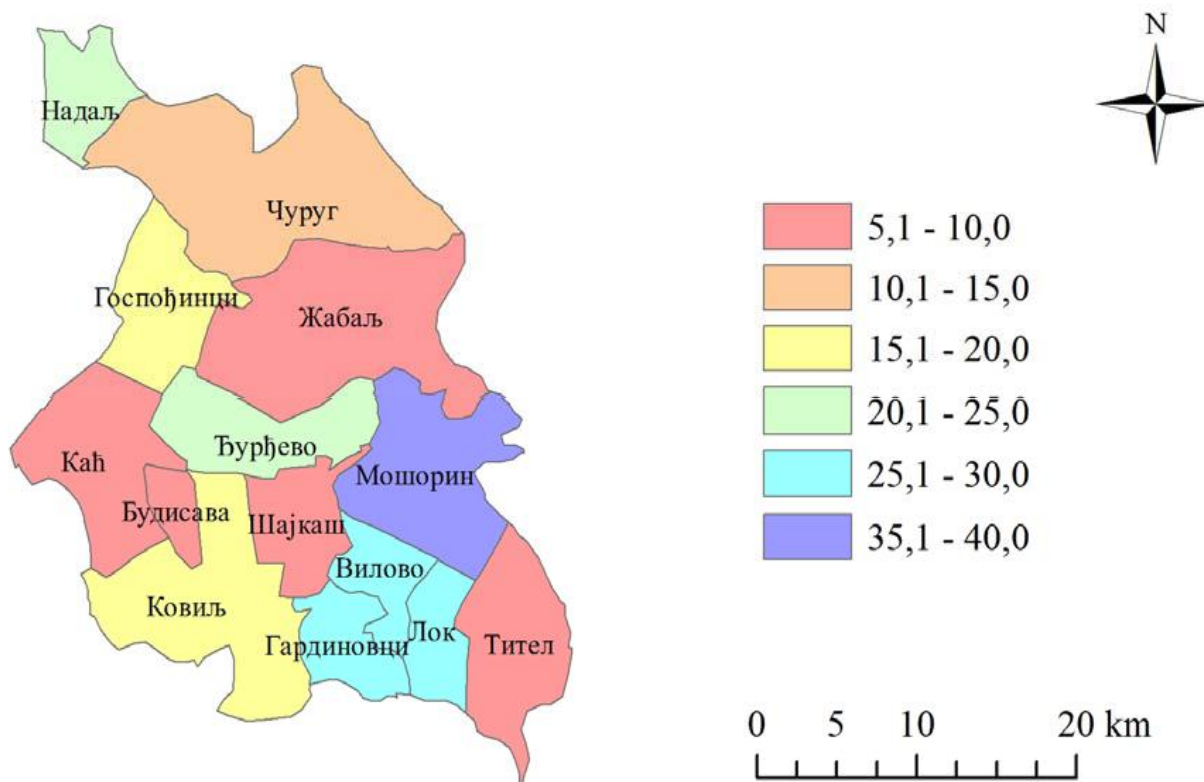 N
Надаљ
Чуруг
Госпођинци
Жабаљ
Ђурђево
Каћ
Мошорин
Будисава
Шајкаш
Вилово
Ковиљ
Гардиновци
Лок
Тител
5,1 - 10,0
10,1 - 15,0
15,1 - 20,0
20,1 - 25,0
25,1 - 30,0
35,1 - 40,0
0 5 10 20 km